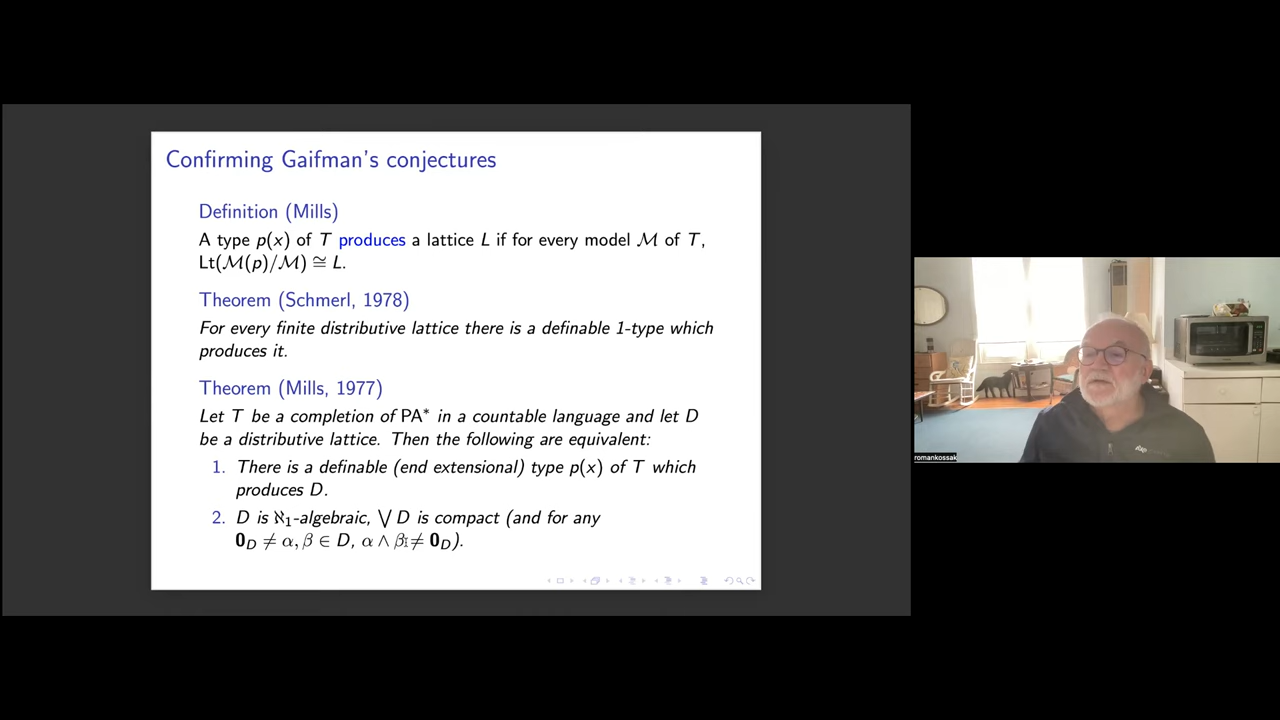 Confirming Gaifman's conjectures
Definition (Mills)
A type p(x) of T produces a lattice L if for every model ℳ of T,
Lt(ℳ(p)/ℳ) ≅ L.
Theorem (Schmerl, 1978)
For every finite distributive lattice there is a definable 1-type which
produces it.
Theorem (Mills, 1977)
Let T be a completion of PA* in a countable language and let D
be a distributive lattice. Then the following are equivalent:
1. There is a definable (end extensional) type p(x) of T which
produces D.
2. D is ℵ₁-algebraic, ⋁ D is compact (and for any
𝟎_D ≠ α, β ∈ D, α ∧ β ≠ 𝟎_D).
romankossak